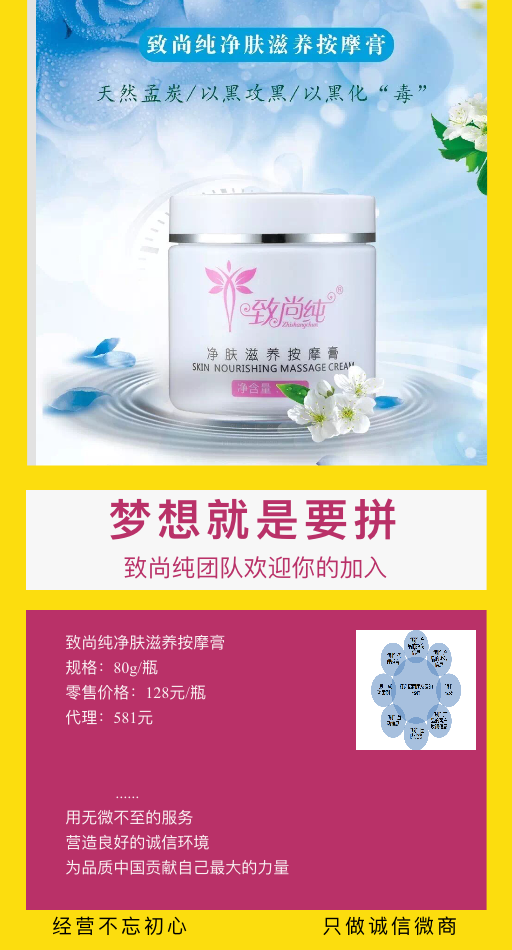 致尚纯净肤滋养按摩膏
天然孟炭/以黑攻黑/以黑化“毒”
致尚纯®
Zhishangchun
净肤滋养按摩膏
SKIN NOURISHING MASSAGE CREAM
净含量
梦想就是要拼
致尚纯团队欢迎你的加入
致尚纯净肤滋养按摩膏
规格：80g/瓶
零售价格：128元/瓶
代理：581元
......
用无微不至的服务
营造良好的诚信环境
为品质中国贡献自己最大的力量
经营不忘初心
只做诚信微商